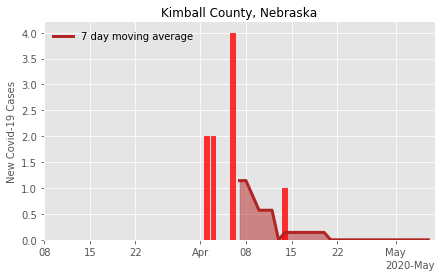 Kimball County, Nebraska
7 day moving average
New Covid-19 Cases
4.0
3.5
3.0
2.5
2.0
1.5
1.0
0.5
0.0
08 15 22 Apr 08 15 22 May
2020-May